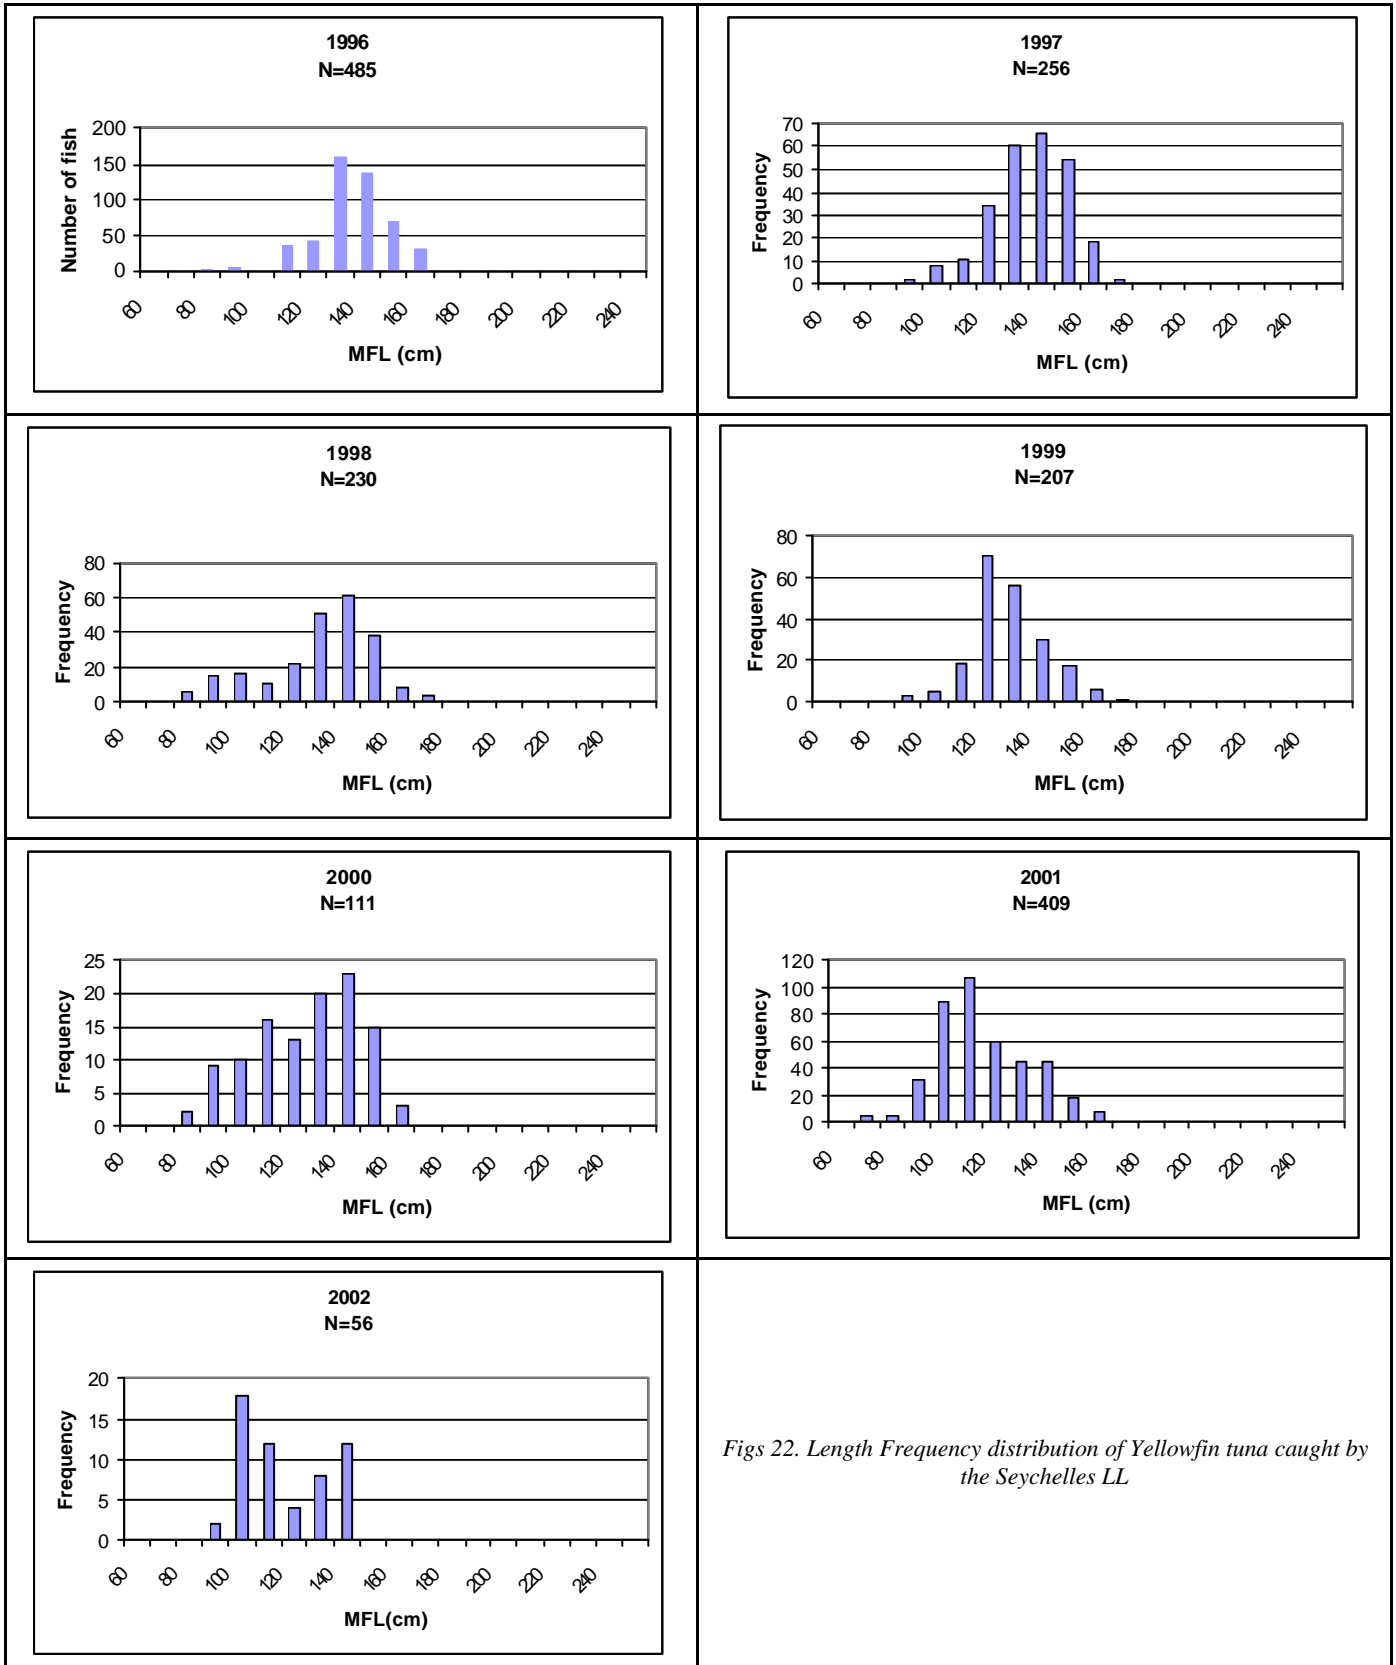 1996
N=485
200
150
100
50
0
Number of fish
60 80 100 120 140 160 180 200 220 240
MFL (cm)
1997
N=256
70
60
50
40
30
20
10
0
Frequency
60 80 100 120 140 160 180 200 220 240
MFL (cm)
1998
N=230
80
60
40
20
0
Frequency
60 80 100 120 140 160 180 200 220 240
MFL (cm)
1999
N=207
80
60
40
20
0
Frequency
60 80 100 120 140 160 180 200 220 240
MFL (cm)
2000
N=111
25
20
15
10
5
0
Frequency
60 80 100 120 140 160 180 200 220 240
MFL (cm)
2001
N=409
120
100
80
60
40
20
0
Frequency
60 80 100 120 140 160 180 200 220 240
MFL (cm)
2002
N=56
20
15
10
5
0
Frequency
60 80 100 120 140 160 180 200 220 240
MFL(cm)
Figs 22. Length Frequency distribution of Yellowfin tuna caught by
the Seychelles LL